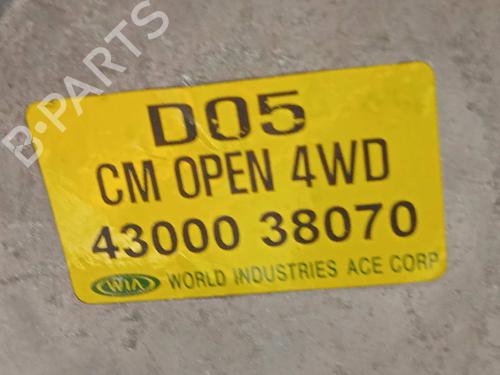 B-PARTS
D05
CM OPEN 4WD
43000 38070
WIA WORLD INDUSTRIES ACE CORP